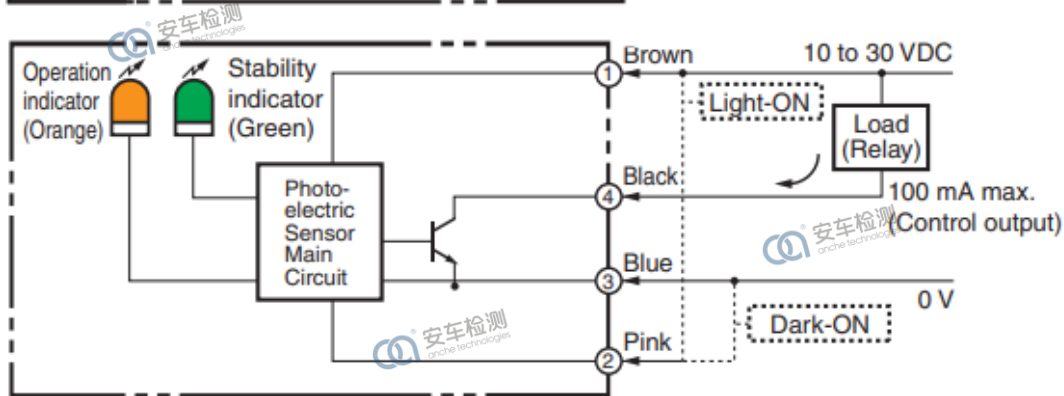 安车检测
anche technologies
Operation
indicator
(Orange)
Stability
indicator
(Green)
Photo-
electric
Sensor
Main
Circuit
1
Brown
10 to 30 VDC
Light-ON
Load
(Relay)
4
Black
100 mA max.
(Control output)
安车检测
anche technologies
3
Blue
0 V
Dark-ON
2
Pink
安车检测
anche technologies